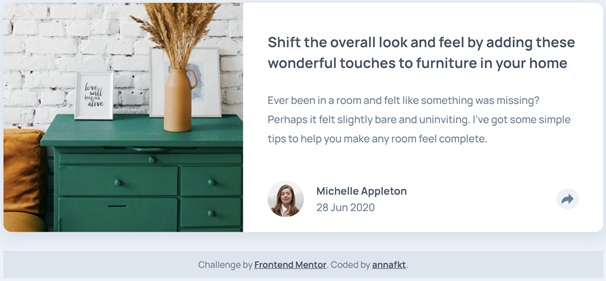 love
will
keep us
alive
Shift the overall look and feel by adding these
wonderful touches to furniture in your home
Ever been in a room and felt like something was missing?
Perhaps it felt slightly bare and uninviting. I've got some simple
tips to help you make any room feel complete.
Michelle Appleton
28 Jun 2020
Challenge by Frontend Mentor. Coded by annafkt.